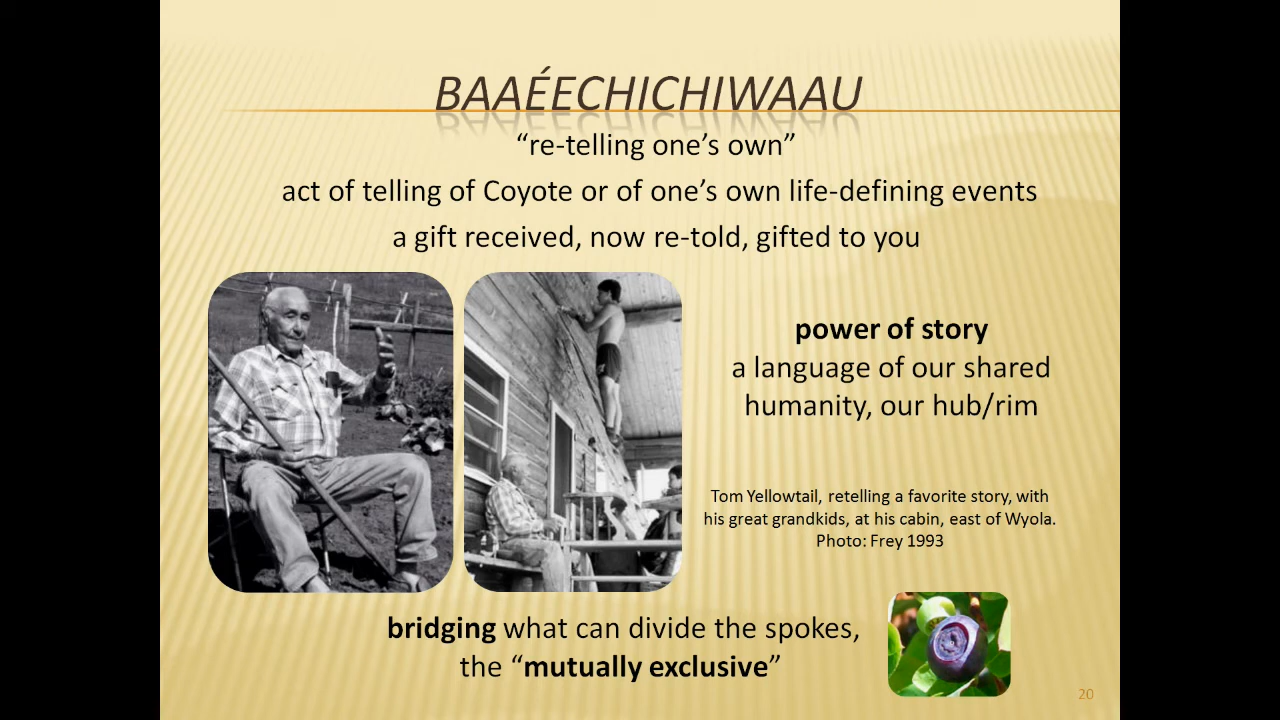 BAAÉECHICHIWAAU
“re-telling one’s own”
act of telling of Coyote or of one’s own life-defining events
a gift received, now re-told, gifted to you
power of story
a language of our shared
humanity, our hub/rim
Tom Yellowtail, retelling a favorite story, with
his great grandkids, at his cabin, east of Wyola.
Photo: Frey 1993
bridging what can divide the spokes,
the “mutually exclusive”
20